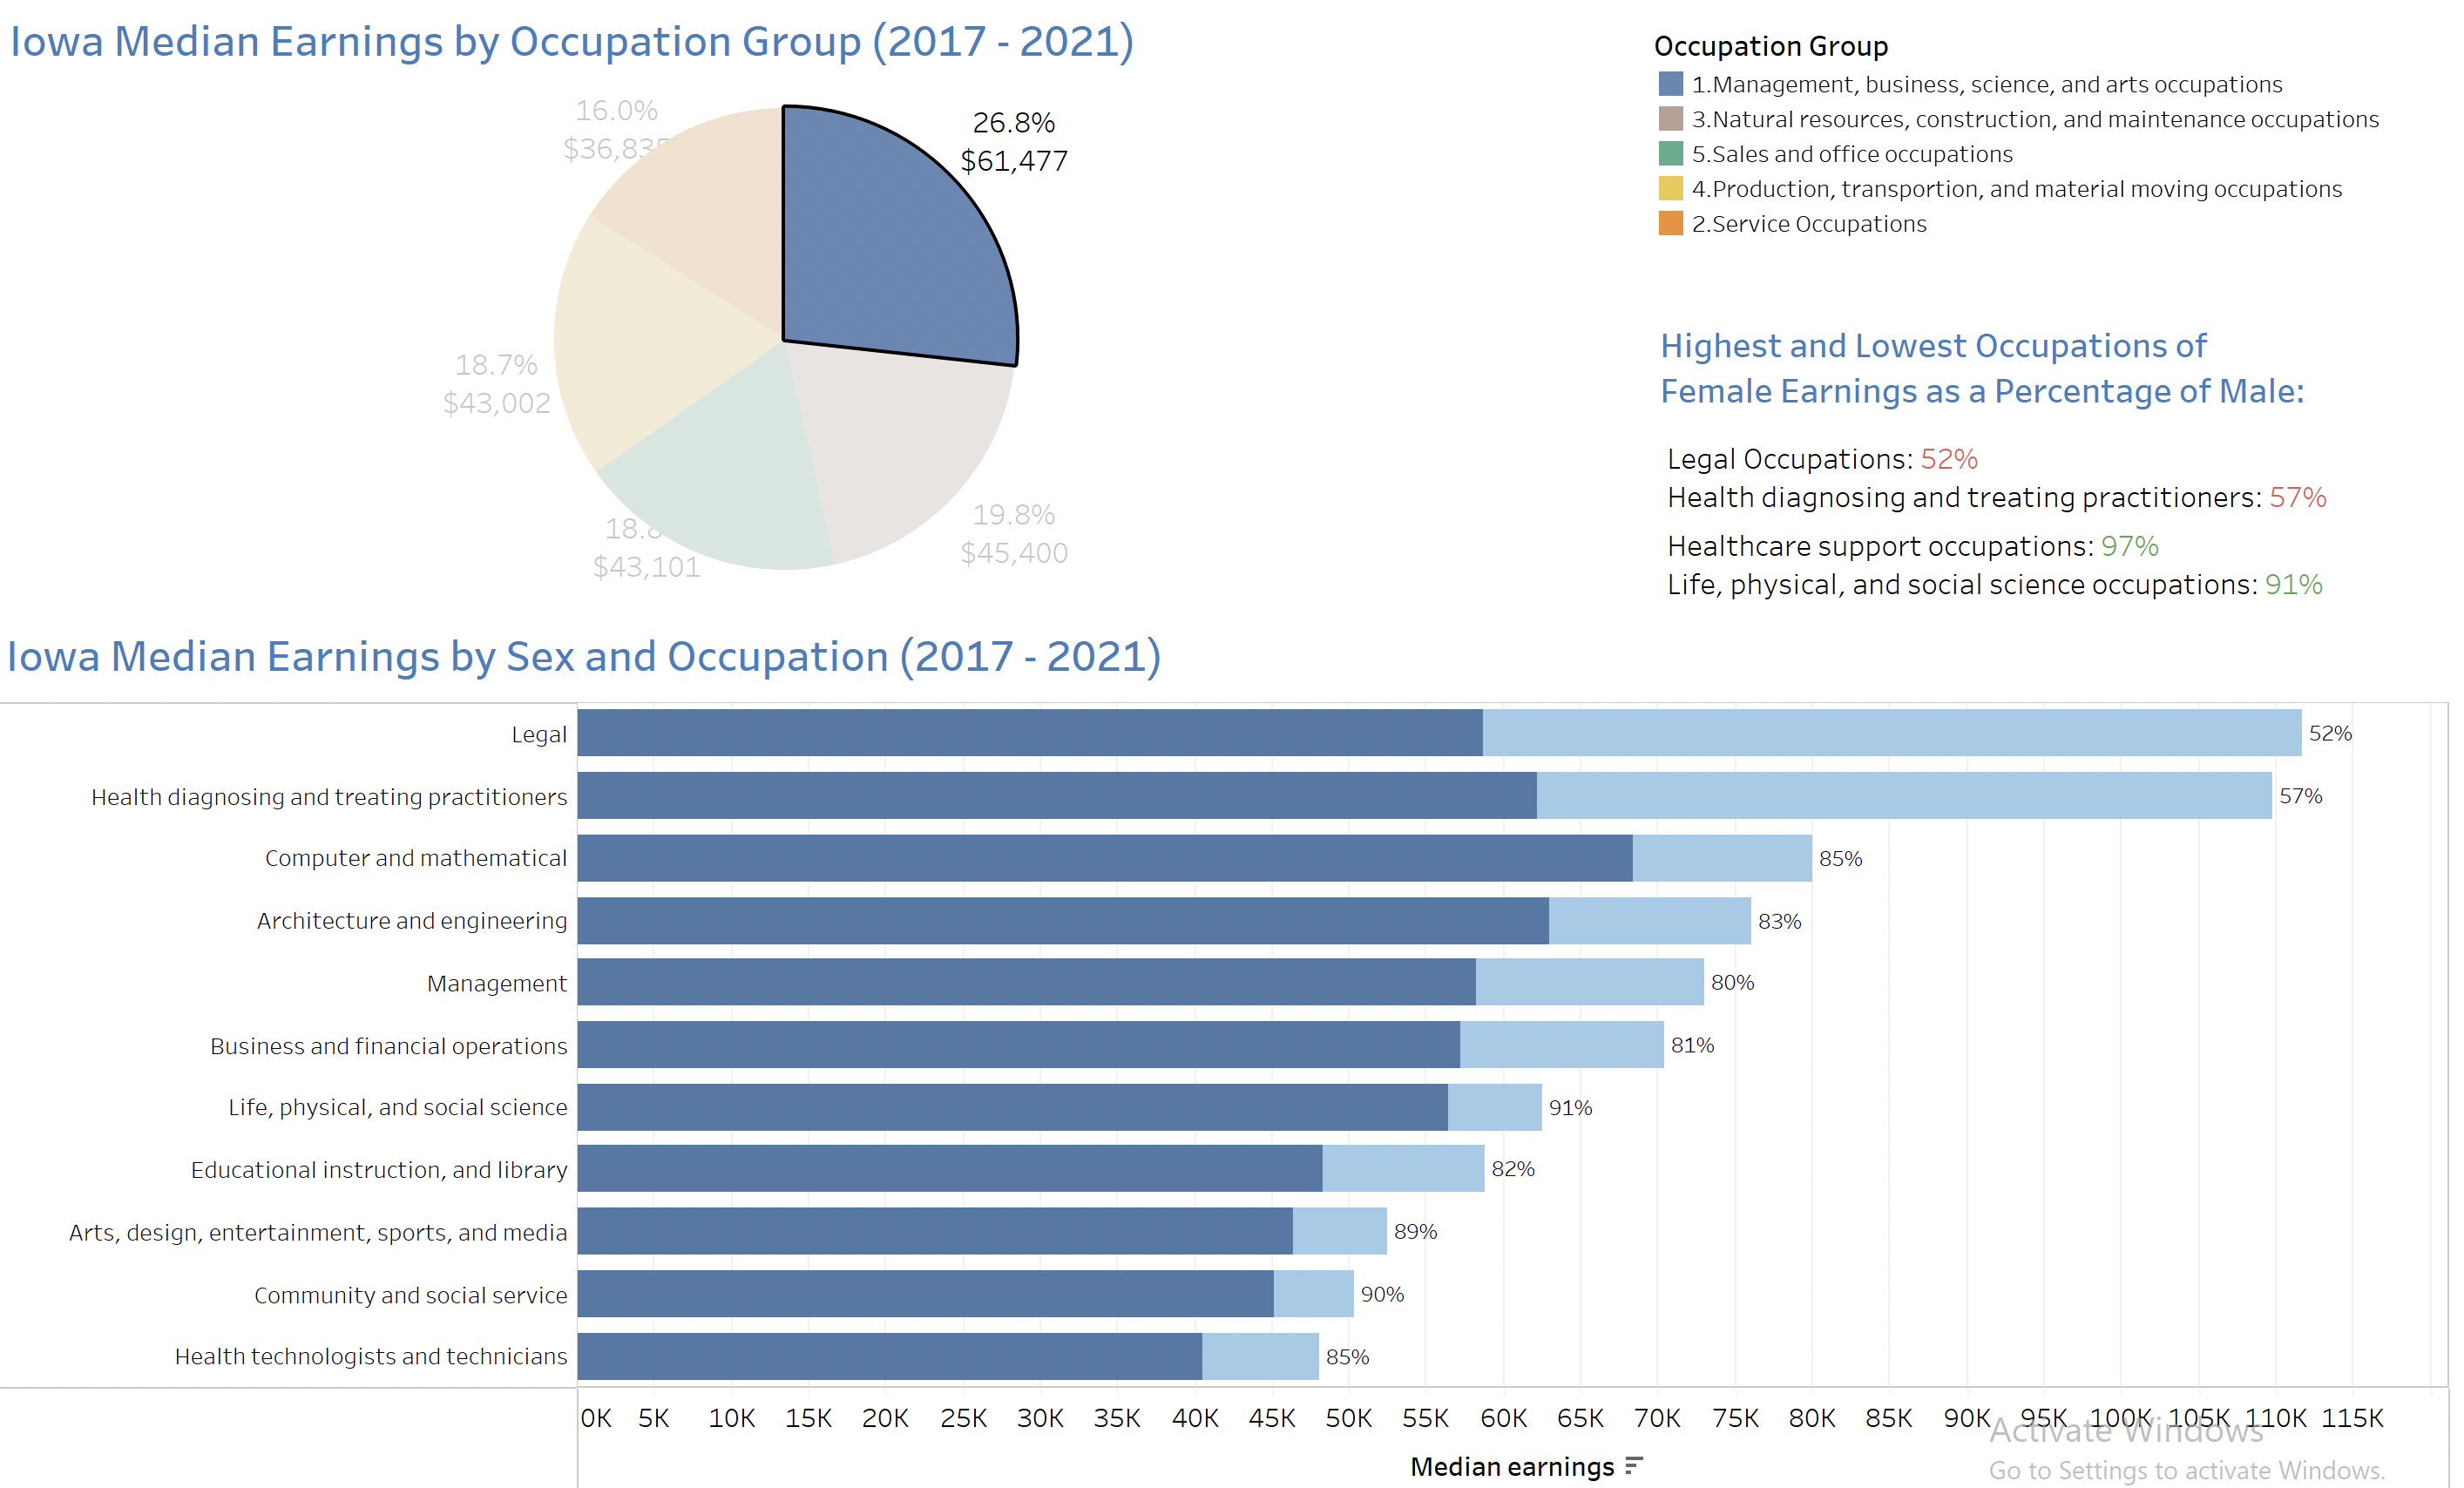 Iowa Median Earnings by Occupation Group (2017 - 2021)
16.0%
26.8%
$61,477
18.7%
$43,002
19.8%
$45,400
$43,101
Occupation Group
1.Management, business, science, and arts occupations
3.Natural resources, construction, and maintenance occupations
5.Sales and office occupations
4.Production, transportion, and material moving occupations
2.Service Occupations
Highest and Lowest Occupations of
Female Earnings as a Percentage of Male:
Legal Occupations: 52%
Health diagnosing and treating practitioners: 57%
Healthcare support occupations: 97%
Life, physical, and social science occupations: 91%
Iowa Median Earnings by Sex and Occupation (2017 - 2021)
Legal 52%
Health diagnosing and treating practitioners 57%
Computer and mathematical 85%
Architecture and engineering 83%
Management 80%
Business and financial operations 81%
Life, physical, and social science 91%
Educational instruction, and library 82%
Arts, design, entertainment, sports, and media 89%
Community and social service 90%
Health technologists and technicians 85%
0K 5K 10K 15K 20K 25K 30K 35K 40K 45K 50K 55K 60K 65K 70K 75K 80K 85K 90K 95K 100K 105K 110K 115K
Median earnings
Activate Windows
Go to Settings to activate Windows.